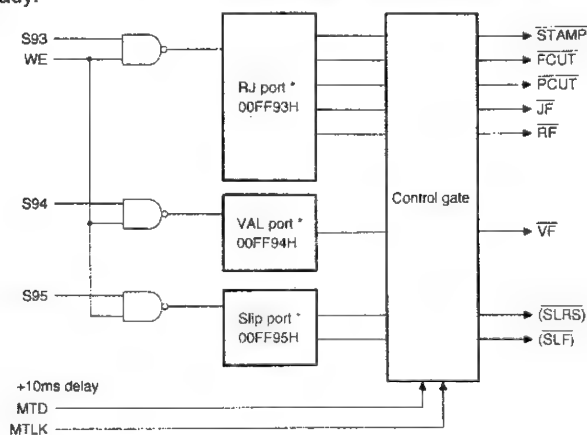 ady.
S93
WE
RJ port *
00FF93H
STAMP
FCUT
PCUT
JF
RF
Control gate
S94
VAL port *
00FF94H
VF
S95
Slip port *
00FF95H
(SLRS)
(SLF)
+10ms delay
MTD
MTLK